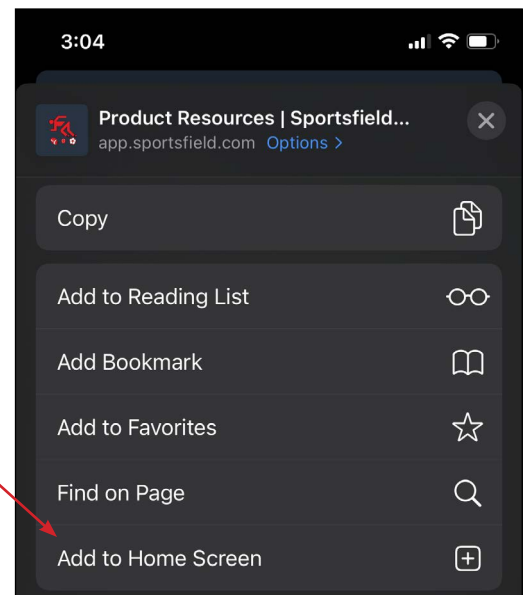 3:04
Product Resources | Sportsfield...
app.sportsfield.com Options >
Copy
Add to Reading List
Add Bookmark
Add to Favorites
Find on Page
Add to Home Screen